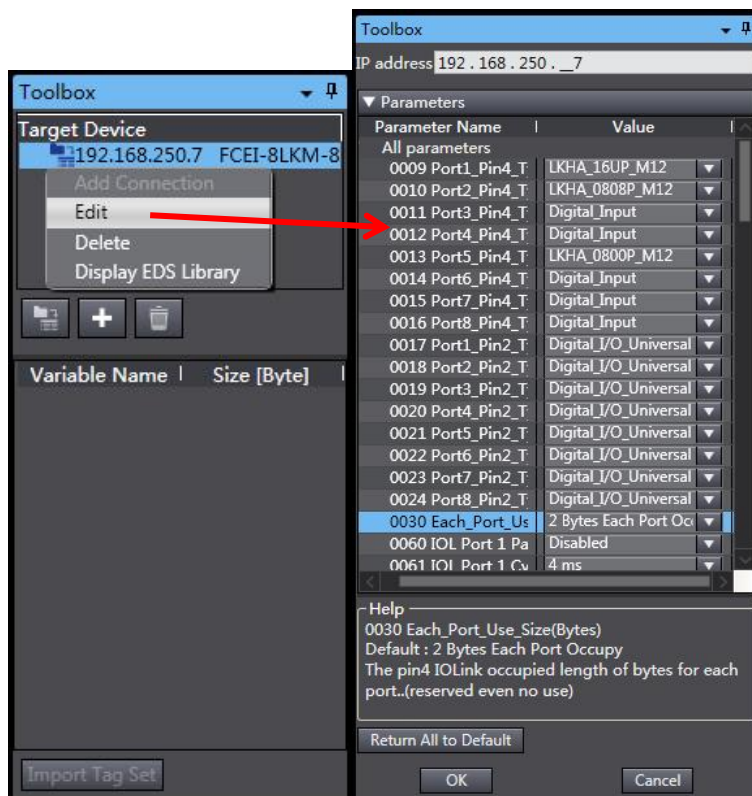 Toolbox
Target Device
192.168.250.7 FCEI-8LKM-8
Add Connection
Edit
Delete
Display EDS Library
Variable Name Size [Byte]
Import Tag Set
Toolbox
IP address 192 . 168 . 250 . __7
Parameters
Parameter Name Value
All parameters
0009 Port1_Pin4_T LKHA_16UP_M12
0010 Port2_Pin4_T LKHA_0808P_M12
0011 Port3_Pin4_T Digital_Input
0012 Port4_Pin4_T Digital_Input
0013 Port5_Pin4_T LKHA_0800P_M12
0014 Port6_Pin4_T Digital_Input
0015 Port7_Pin4_T Digital_Input
0016 Port8_Pin4_T Digital_Input
0017 Port1_Pin2_T Digital_I/O_Universal
0018 Port2_Pin2_T Digital_I/O_Universal
0019 Port3_Pin2_T Digital_I/O_Universal
0020 Port4_Pin2_T Digital_I/O_Universal
0021 Port5_Pin2_T Digital_I/O_Universal
0022 Port6_Pin2_T Digital_I/O_Universal
0023 Port7_Pin2_T Digital_I/O_Universal
0024 Port8_Pin2_T Digital_I/O_Universal
0030 Each_Port_Us 2 Bytes Each Port Occ
0060 IOL Port 1 Pa Disabled
0061 IOL Port 1 Cy 4 ms
Help
0030 Each_Port_Use_Size(Bytes)
Default : 2 Bytes Each Port Occupy
The pin4 IOLink occupied length of bytes for each
port..(reserved even no use)
Return All to Default
OK Cancel